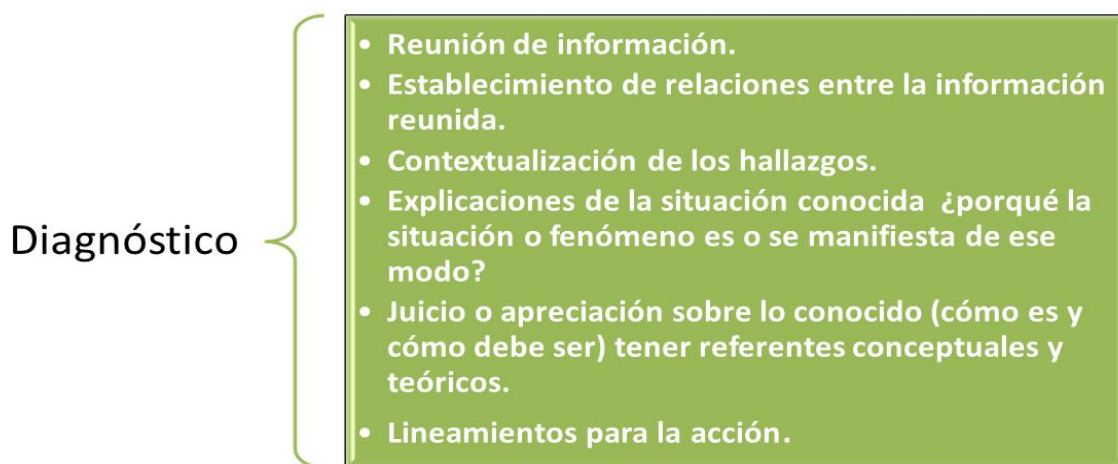 Diagnóstico
• Reunión de información.
• Establecimiento de relaciones entre la información
reunida.
• Contextualización de los hallazgos.
• Explicaciones de la situación conocida ¿porqué la
situación o fenómeno es o se manifiesta de ese
modo?
• Juicio o apreciación sobre lo conocido (cómo es y
cómo debe ser) tener referentes conceptuales y
teóricos.
• Lineamientos para la acción.